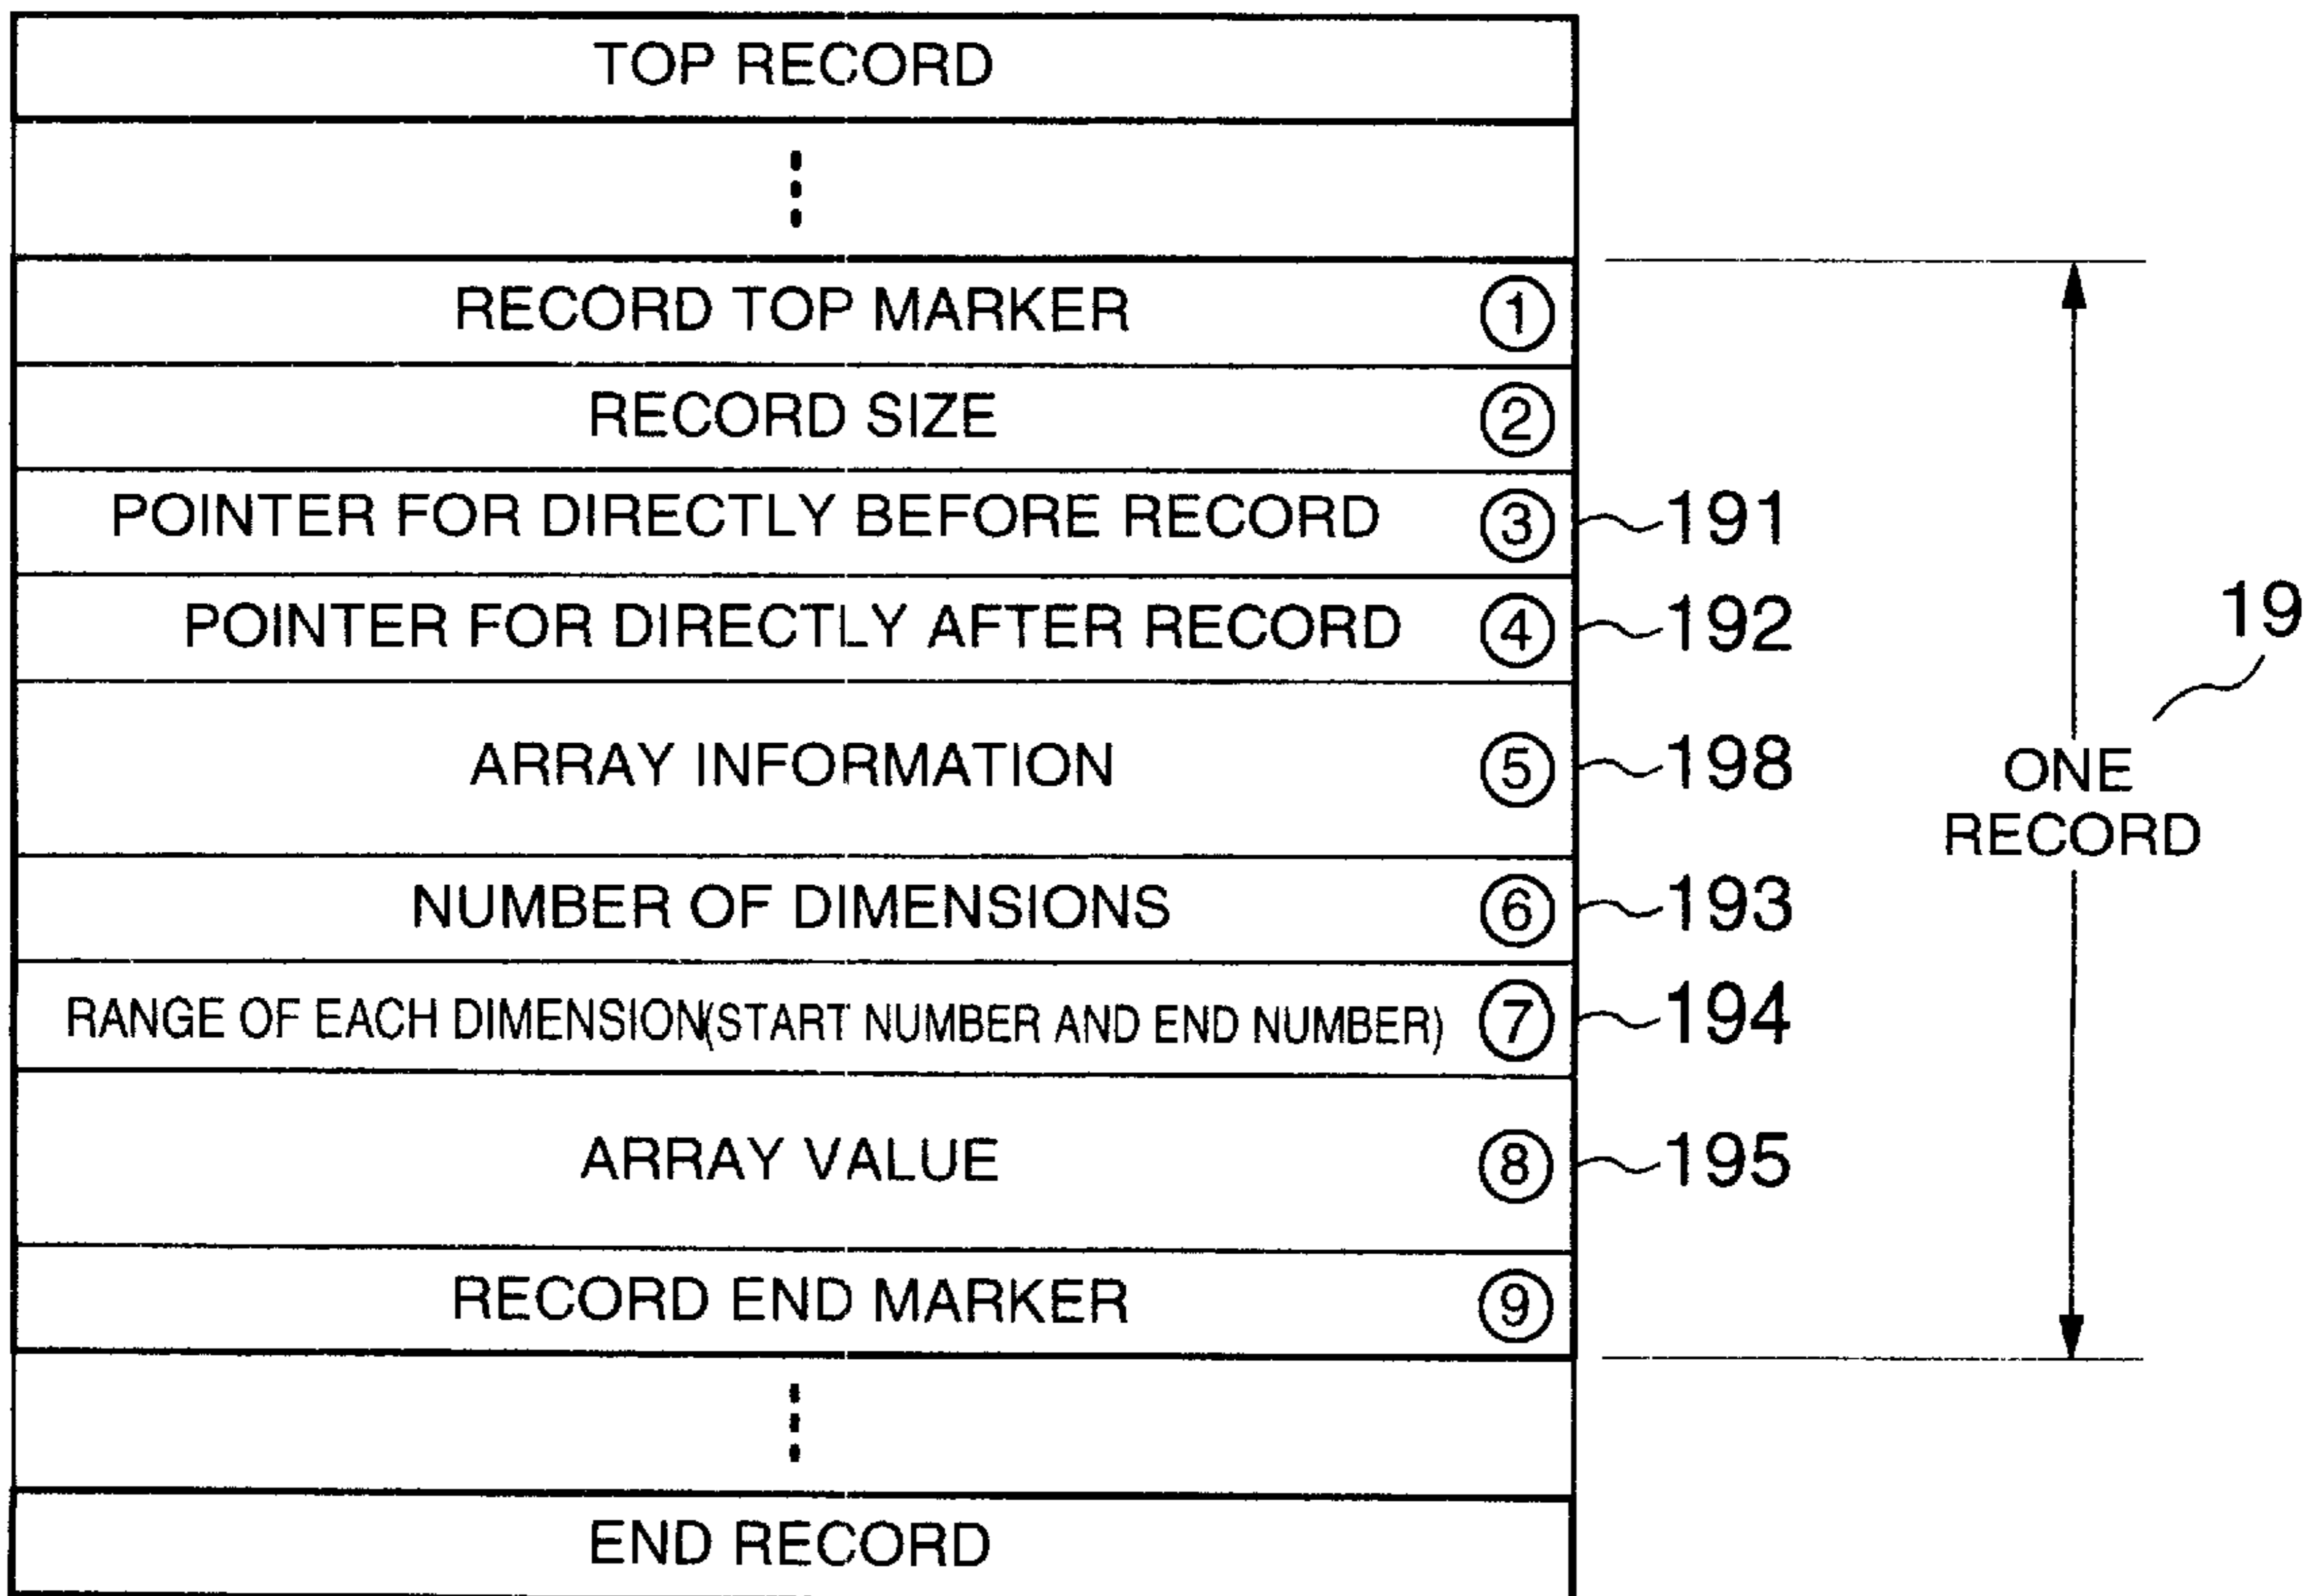 TOP RECORD
RECORD TOP MARKER ①
RECORD SIZE ②
POINTER FOR DIRECTLY BEFORE RECORD ③ 191
POINTER FOR DIRECTLY AFTER RECORD ④ 192
19
ARRAY INFORMATION ⑤ 198
ONE
RECORD
NUMBER OF DIMENSIONS ⑥ 193
RANGE OF EACH DIMENSION(START NUMBER AND END NUMBER) ⑦ 194
ARRAY VALUE ⑧ 195
RECORD END MARKER ⑨
END RECORD